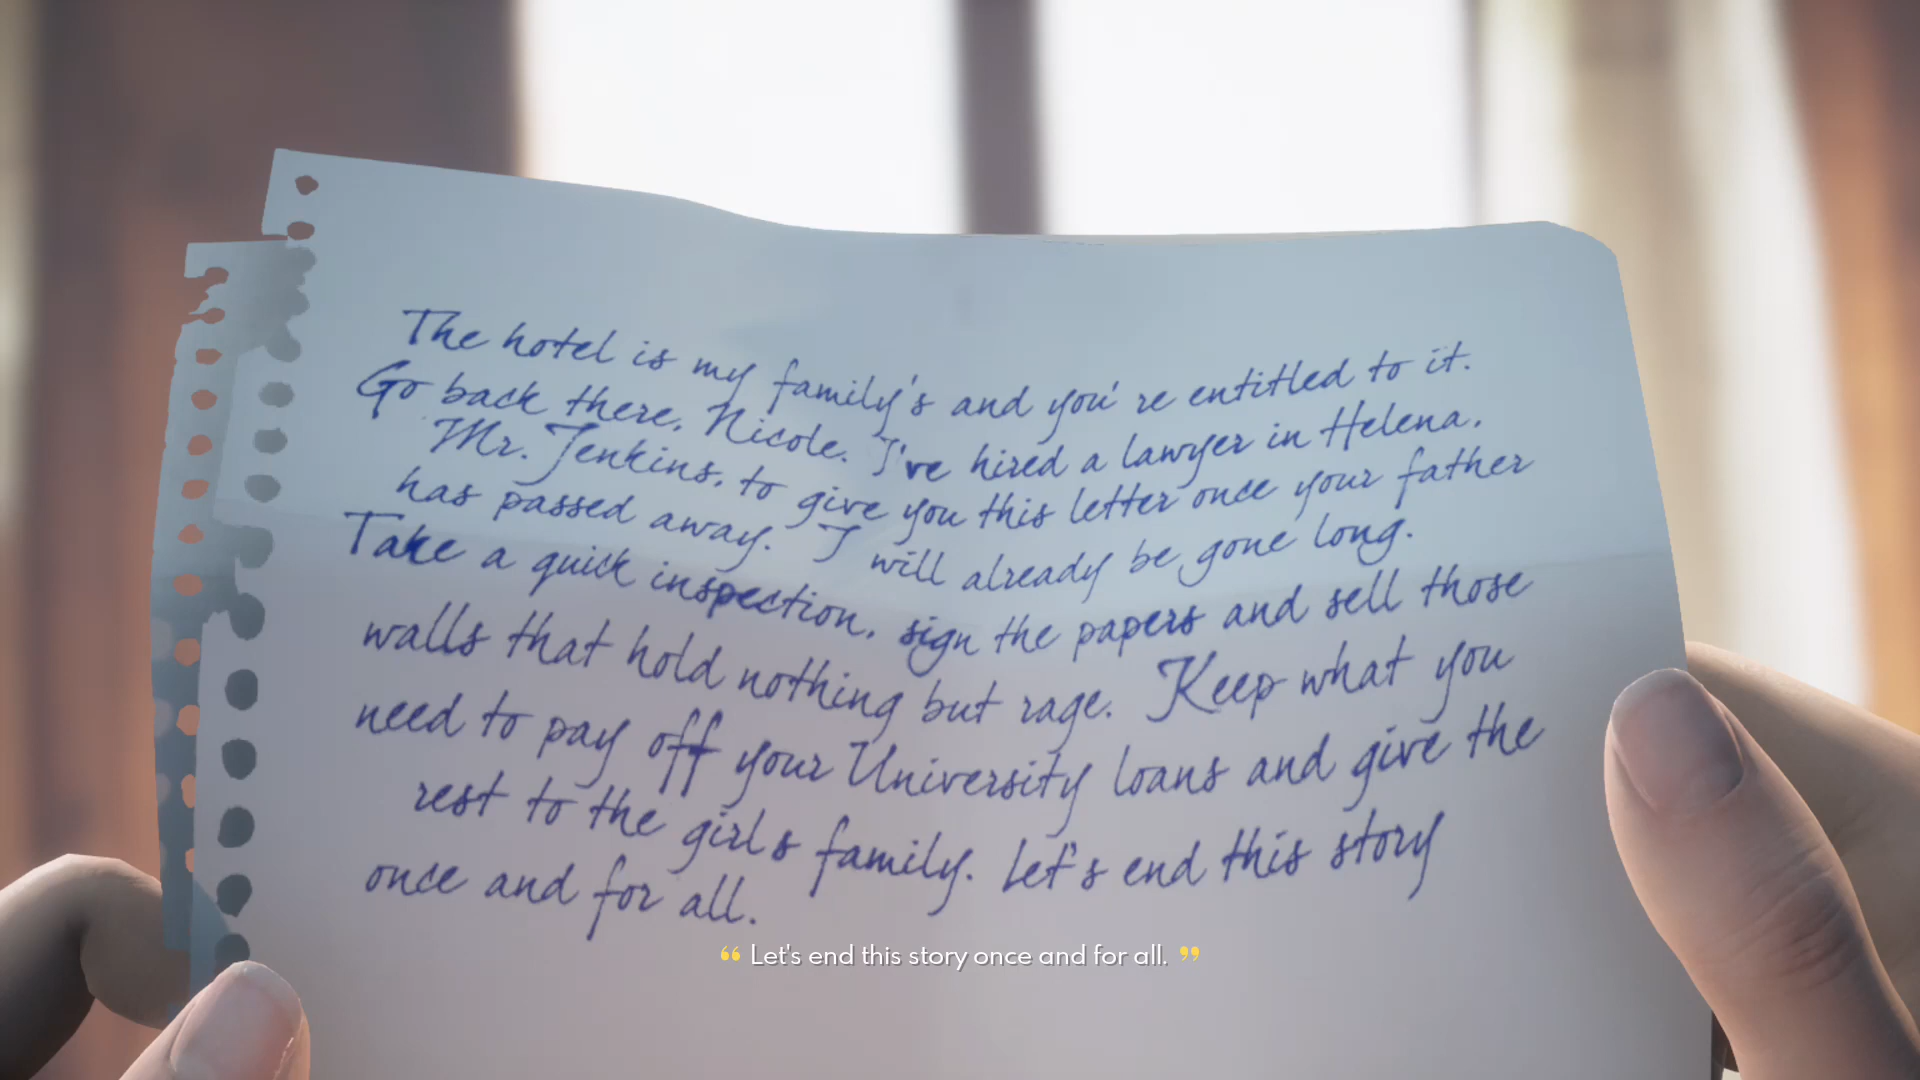 The hotel is my family's and you're entitled to it.
Go back there, Nicole. I've hired a lawyer in Helena,
Mr. Jenkins, to give you this letter once your father
has passed away. I will already be gone long.
Take a quick inspection, sign the papers and sell those
walls that hold nothing but rage. Keep what you
need to pay off your University loans and give the
rest to the girls family. Let's end this story
once and for all.
“ Let's end this story once and for all. ”